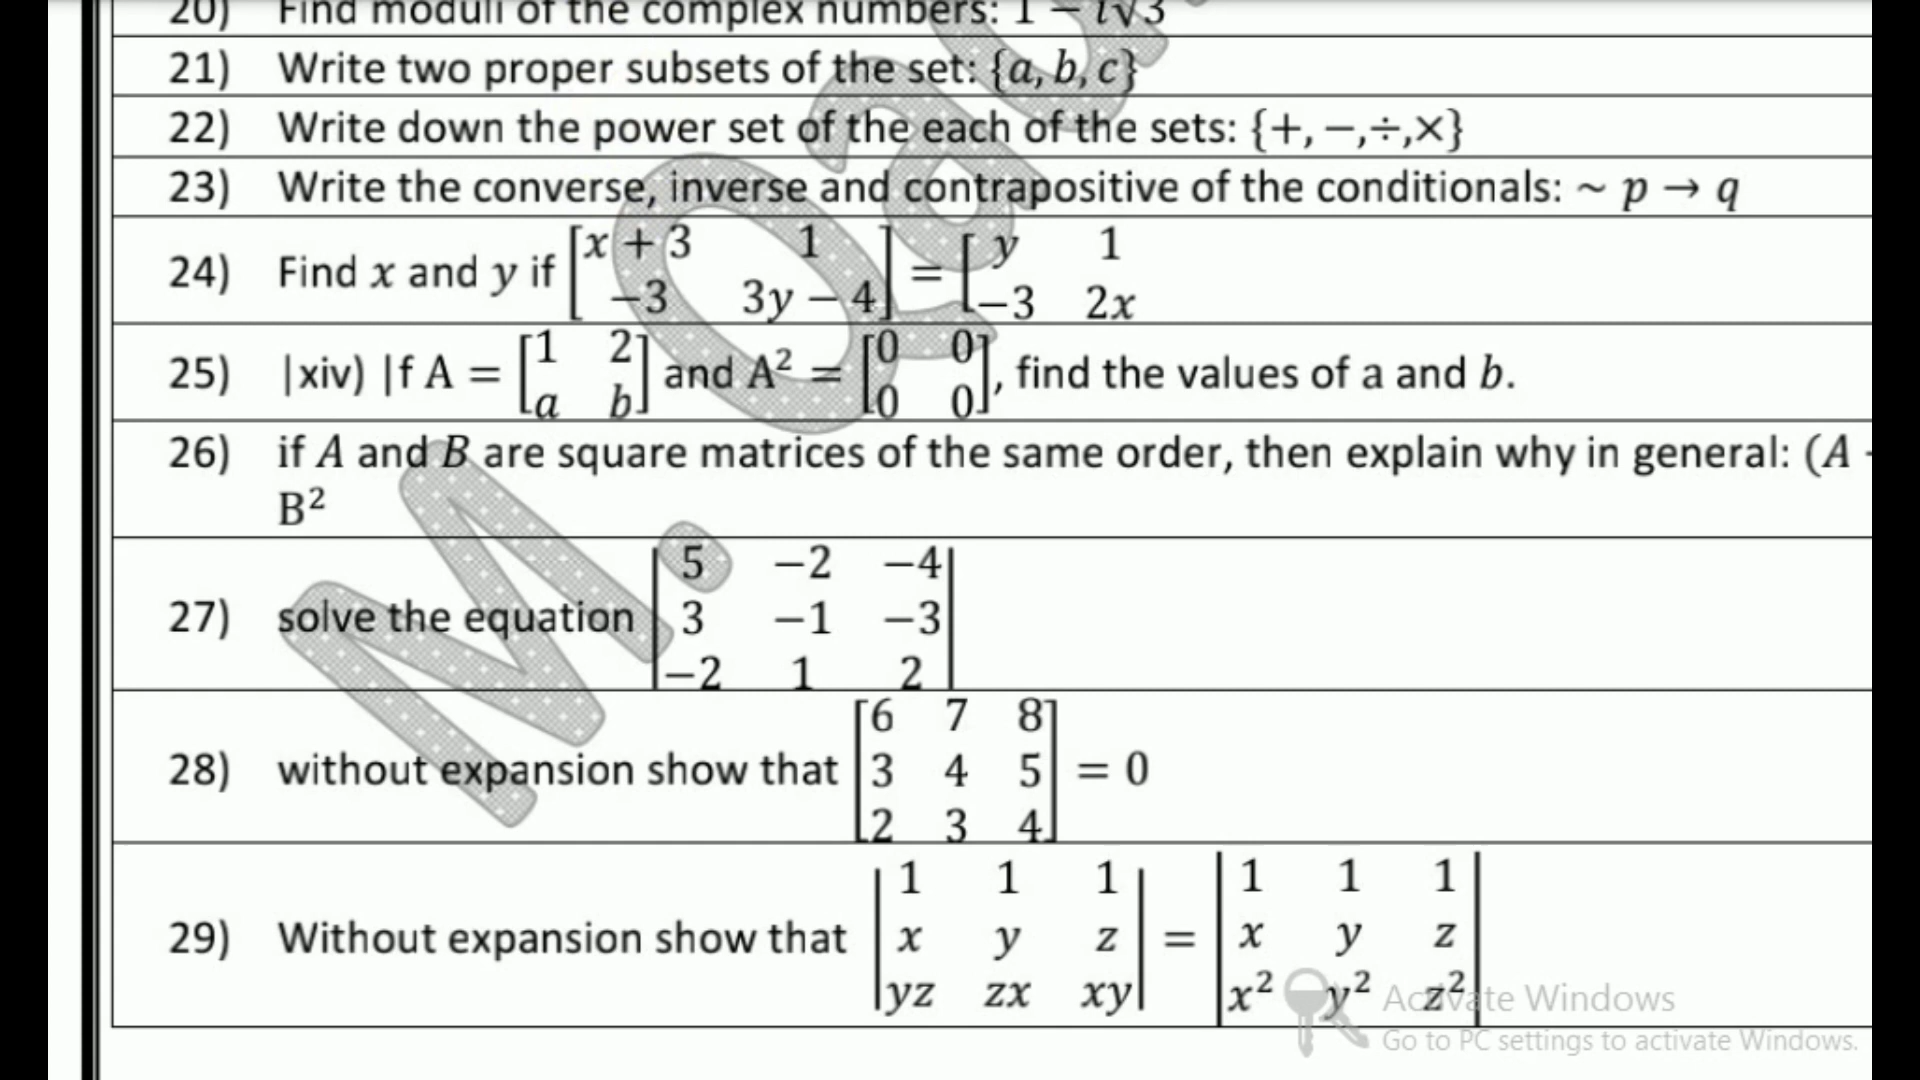 20) Find moduli of the complex numbers: 1 − i√3
21) Write two proper subsets of the set: {a, b, c}
22) Write down the power set of the each of the sets: {+, −,÷,×}
23) Write the converse, inverse and contrapositive of the conditionals: ~ p → q
24) Find x and y if [x + 3 1 −3 3y − 4] = [y 1 −3 2x]
25) |xiv) |f A = [1 2 a b] and A² = [0 0 0 0], find the values of a and b.
26) if A and B are square matrices of the same order, then explain why in general: (A
B²
27) solve the equation |5 −2 −4 3 −1 −3 −2 1 2|
28) without expansion show that [6 7 8 3 4 5 2 3 4] = 0
29) Without expansion show that |1 1 1 x y z yz zx xy| = |1 1 1 x y z x² y² z²|
Activate Windows
Go to PC settings to activate Windows.